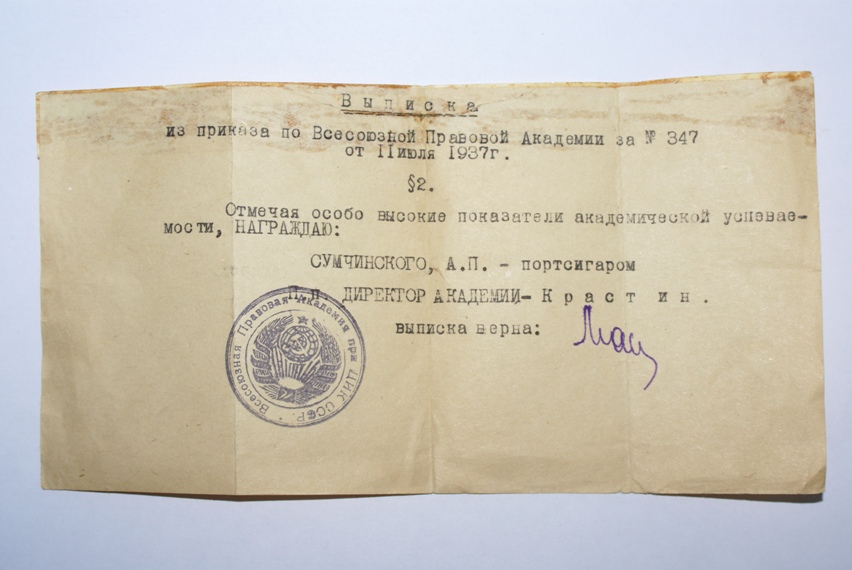 Выписка
из приказа по Всесоюзной Правовой Академии за № 347
от 11 июля 1937г.
§2.
Отмечая особо высокие показатели академической успевае-
мости, НАГРАЖДАЮ:
СУМЧИНСКОГО, А.П. - портсигаром
П.п. ДИРЕКТОР АКАДЕМИИ - Крастин.
выписка верна:
Всесоюзная Правовая Академия при ЦИК СССР